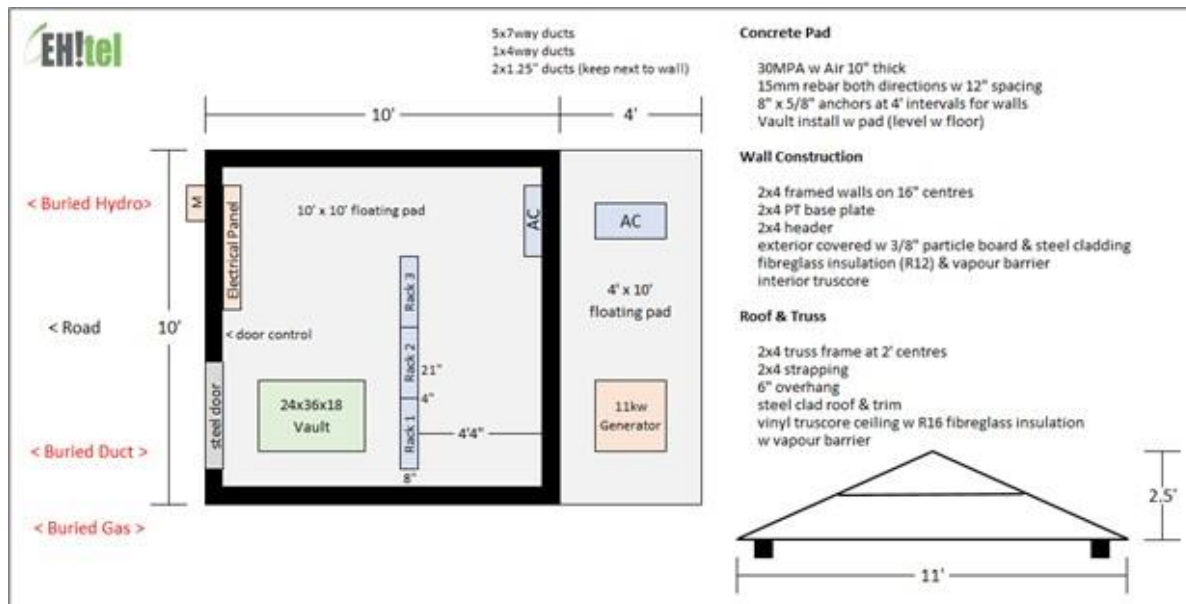 EH!tel
5x7way ducts
1x4way ducts
2x1.25" ducts (keep next to wall)
10'
4'
< Buried Hydro>
M
Electrical Panel
10' x 10' floating pad
AC
AC
Rack 3
4' x 10'
floating pad
< Road
10'
< door control
Rack 2
21"
steel door
24x36x18
Vault
4"
Rack 1
4'4"
11kw
Generator
< Buried Duct >
8"
< Buried Gas >
Concrete Pad
30MPA w Air 10" thick
15mm rebar both directions w 12" spacing
8" x 5/8" anchors at 4' intervals for walls
Vault install w pad (level w floor)
Wall Construction
2x4 framed walls on 16" centres
2x4 PT base plate
2x4 header
exterior covered w 3/8" particle board & steel cladding
fibreglass insulation (R12) & vapour barrier
interior truscore
Roof & Truss
2x4 truss frame at 2' centres
2x4 strapping
6" overhang
steel clad roof & trim
vinyl truscore ceiling w R16 fibreglass insulation
w vapour barrier
2.5'
11'